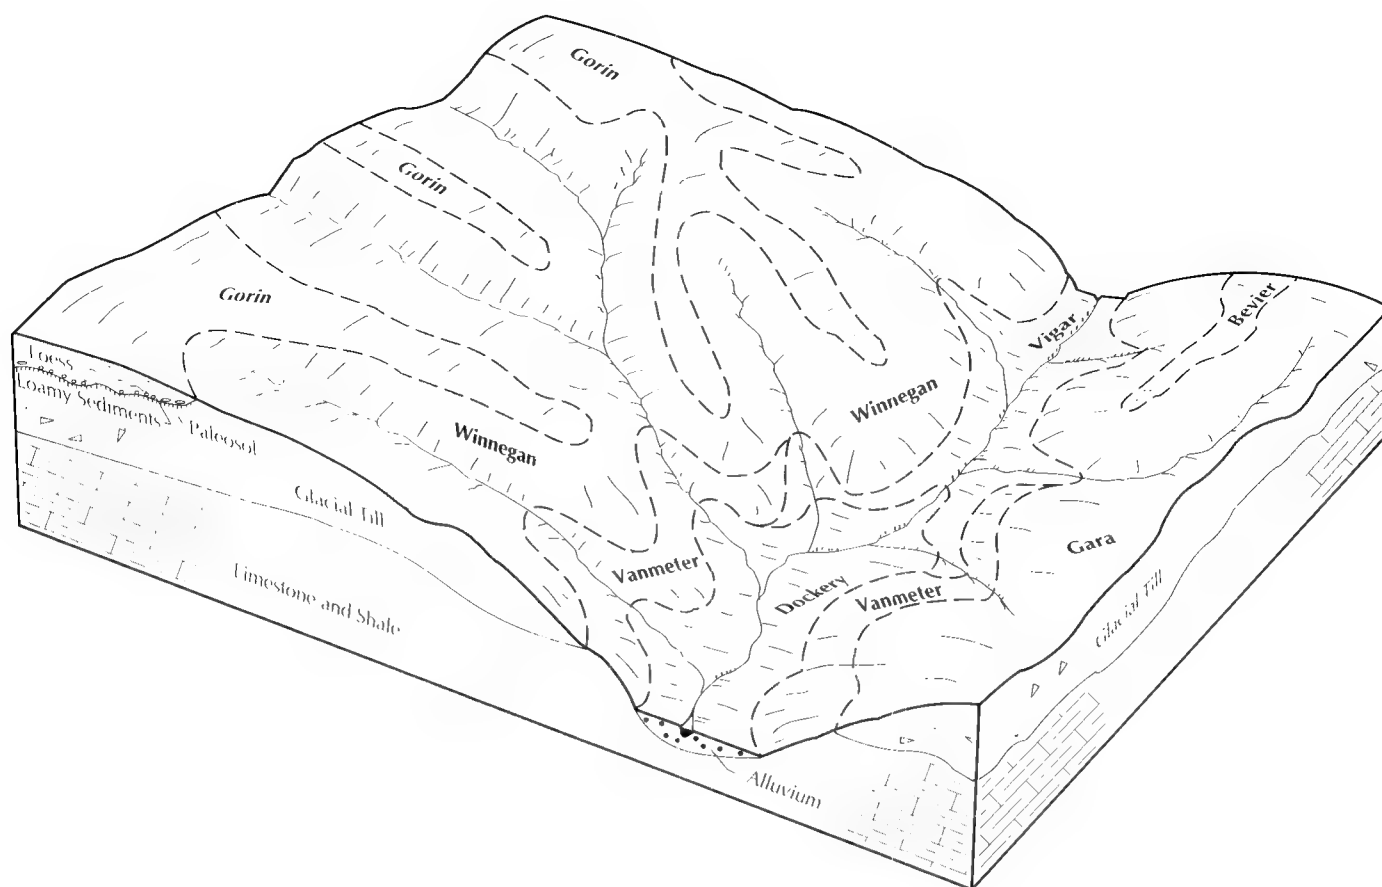 Gorin
Gorin
Gorin
Bevier
Vigar
Loess
Loamy Sediments
Paleosol
Winnegan
Winnegan
Glacial Till
Gara
Vanmeter
Dockery
Vanmeter
Limestone and Shale
Glacial Till
Alluvium